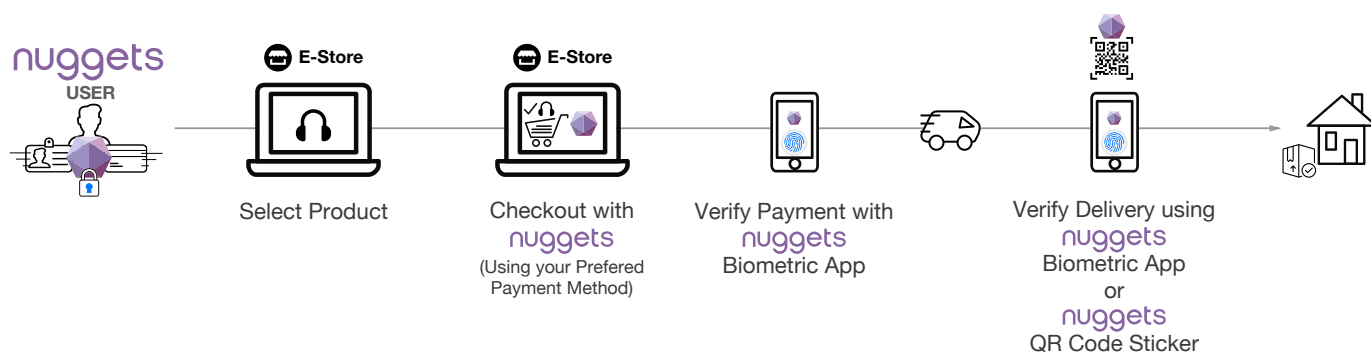 nuggets
USER
E-Store
Select Product
E-Store
Checkout with
nuggets
(Using your Prefered
Payment Method)
Verify Payment with
nuggets
Biometric App
Verify Delivery using
nuggets
Biometric App
or
nuggets
QR Code Sticker